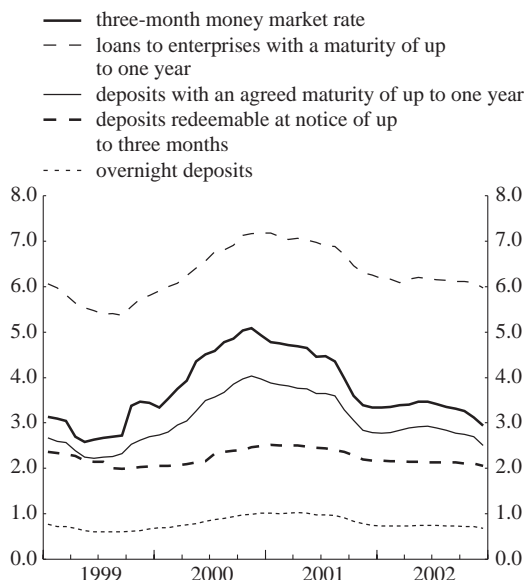 three-month money market rate
loans to enterprises with a maturity of up
to one year
deposits with an agreed maturity of up to one year
deposits redeemable at notice of up
to three months
overnight deposits
8.0 8.0
7.0 7.0
6.0 6.0
5.0 5.0
4.0 4.0
3.0 3.0
2.0 2.0
1.0 1.0
0.0 0.0
1999 2000 2001 2002